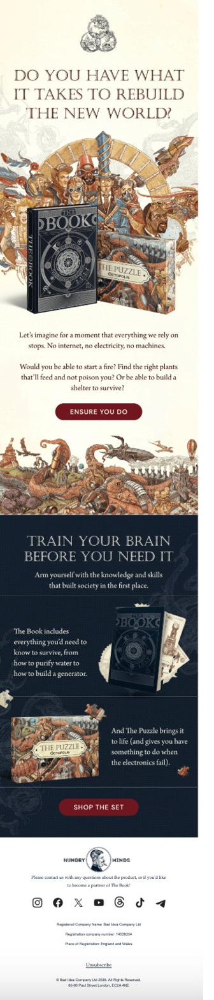 DO YOU HAVE WHAT
IT TAKES TO REBUILD
THE NEW WORLD?
THE
BOOK
THE BOOK
THE PUZZLE
OCTOPOLIS
Let's imagine for a moment that everything we rely on
stops. No internet, no electricity, no machines.
Would you be able to start a fire? Find the right plants
that'll feed and not poison you? Or be able to build a
shelter to survive?
ENSURE YOU DO
TRAIN YOUR BRAIN
BEFORE YOU NEED IT
Arm yourself with the knowledge and skills
that built society in the first place.
THE
BOOK
The Book includes
everything you'd need to
know to survive, from
how to purify water to
how to build a generator.
THE PUZZLE
OCTOPOLIS
And The Puzzle brings it
to life (and gives you have
something to do when
the electronics fail).
SHOP THE SET
HUNGRY MINDS
Please contact us with any questions about the product, or if you'd like
to become a partner of The Book!
Registered Company Name: Bad Idea Company Ltd
Registration company number: 14538264
Place of Registration: England and Wales
Unsubscribe
© Bad Idea Company Ltd 2026. All Rights Reserved.
86-90 Paul Street London, EC2A 4NE